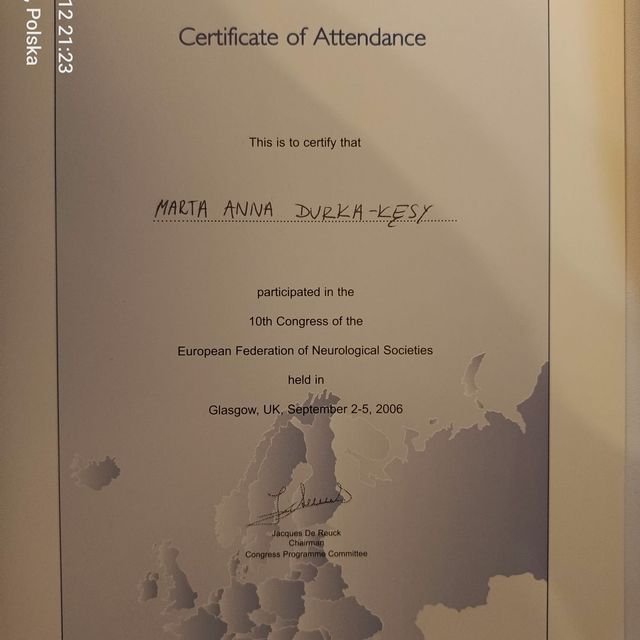 12 21:23
, Polska
Certificate of Attendance
This is to certify that
MARTA ANNA DURKA-KĘSY
participated in the
10th Congress of the
European Federation of Neurological Societies
held in
Glasgow, UK, September 2-5, 2006
Jacques De Reuck
Chairman
Congress Programme Committee